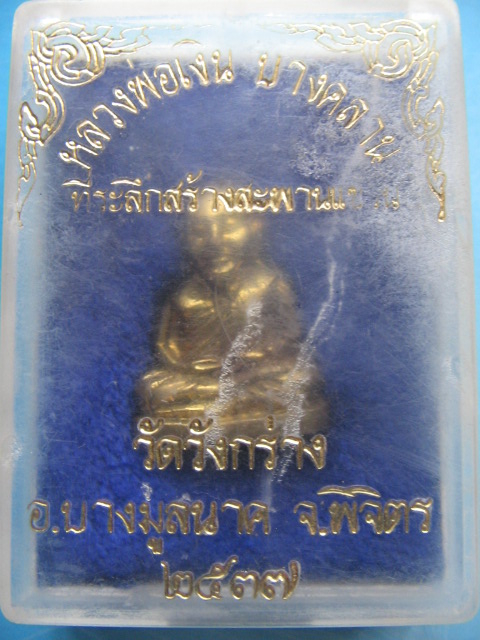 หลวงพ่อเงิน บางคลาน
ที่ระลึกสร้างสะพาน
วัดวังกร่าง
อ.บางมูลนาค จ.พิจิตร
๒๕๓๗